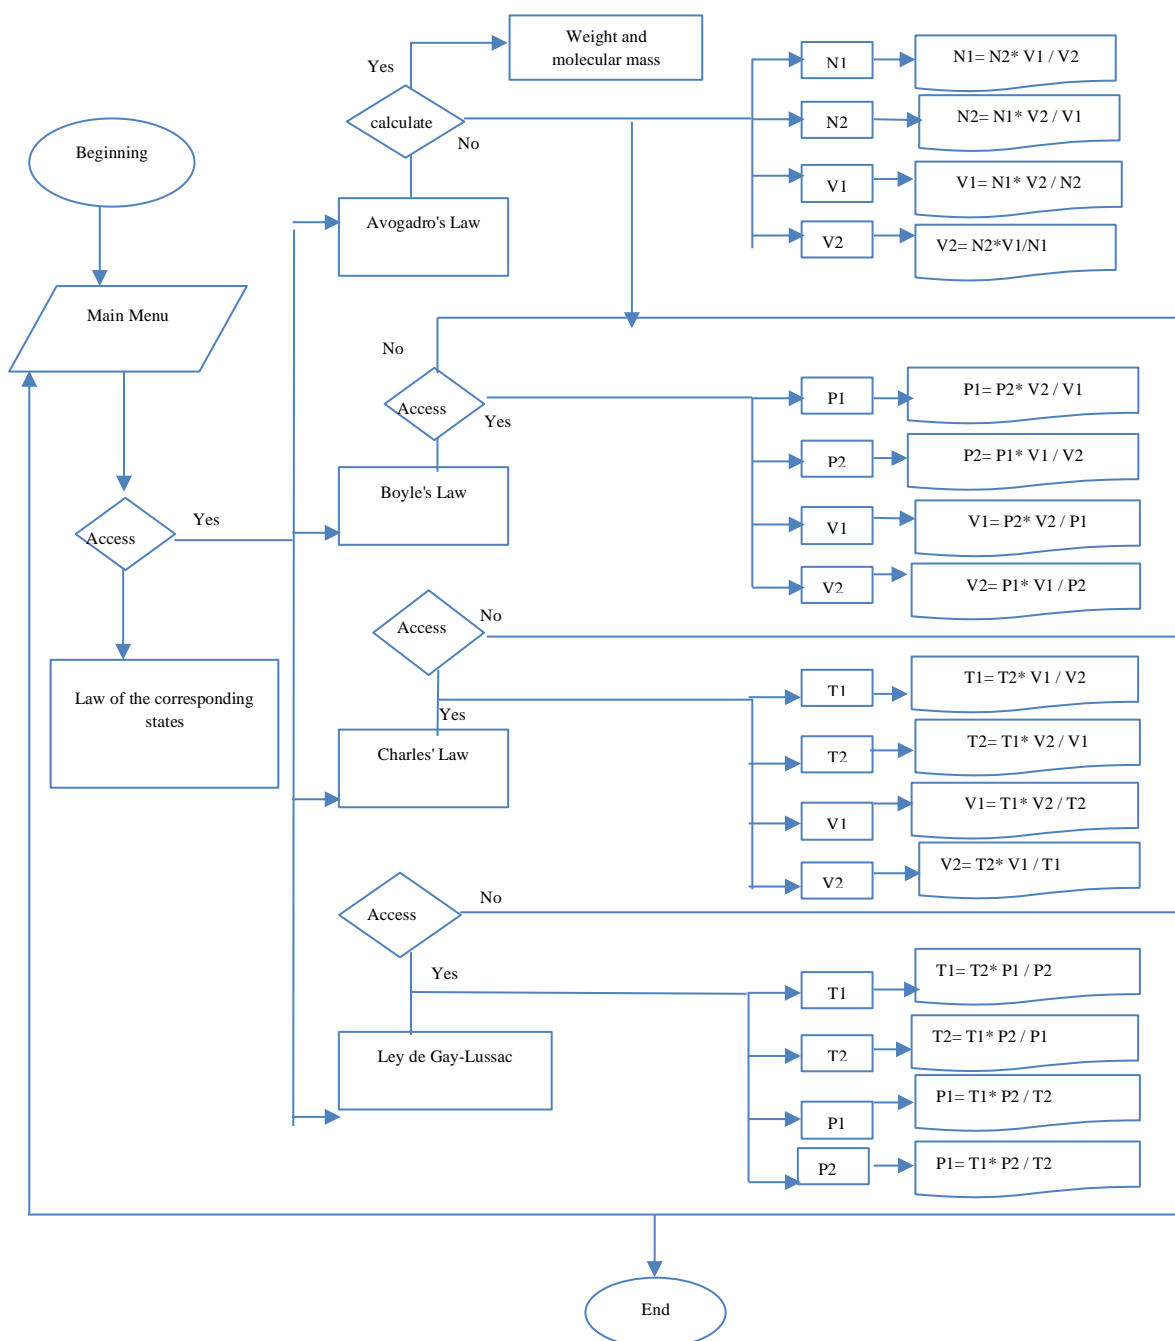 Beginning
Main Menu
Access
Yes
Law of the corresponding
states
Weight and
molecular mass
Yes
calculate
No
Avogadro's Law
N1
N1= N2* V1 / V2
N2
N2= N1* V2 / V1
V1
V1= N1* V2 / N2
V2
V2= N2*V1/N1
No
Access
Yes
Boyle's Law
P1
P1= P2* V2 / V1
P2
P2= P1* V1 / V2
V1
V1= P2* V2 / P1
V2
V2= P1* V1 / P2
Access
No
Yes
Charles' Law
T1
T1= T2* V1 / V2
T2
T2= T1* V2 / V1
V1
V1= T1* V2 / T2
V2
V2= T2* V1 / T1
Access
No
Yes
Ley de Gay-Lussac
T1
T1= T2* P1 / P2
T2
T2= T1* P2 / P1
P1
P1= T1* P2 / T2
P2
P1= T1* P2 / T2
End